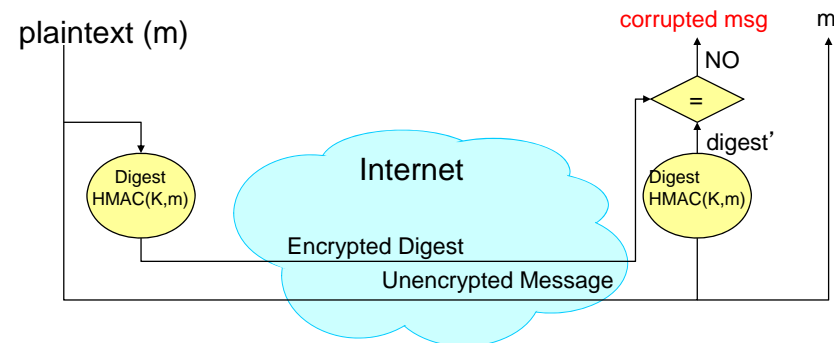 corrupted msg
m
plaintext (m)
NO
=
digest’
Digest
HMAC(K,m)
Internet
Digest
HMAC(K,m)
Encrypted Digest
Unencrypted Message